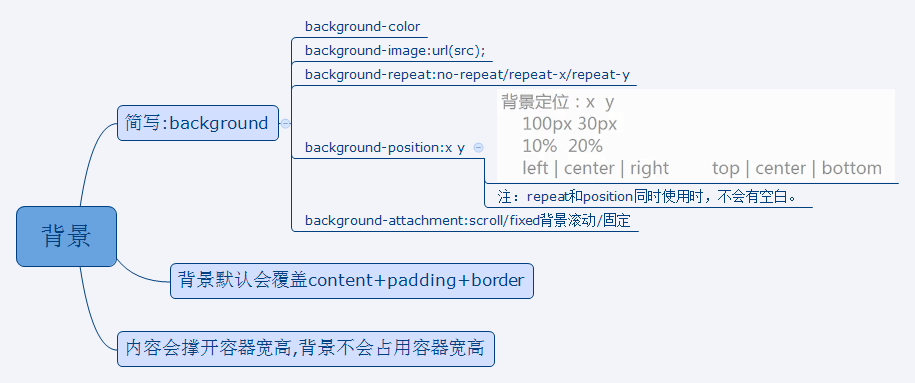 背景
简写:background
background-color
background-image:url(src);
background-repeat:no-repeat/repeat-x/repeat-y
background-position:x y
背景定位：x y
100px 30px
10% 20%
left | center | right top | center | bottom
注：repeat和position同时使用时，不会有空白。
background-attachment:scroll/fixed背景滚动/固定
背景默认会覆盖content+padding+border
内容会撑开容器宽高,背景不会占用容器宽高